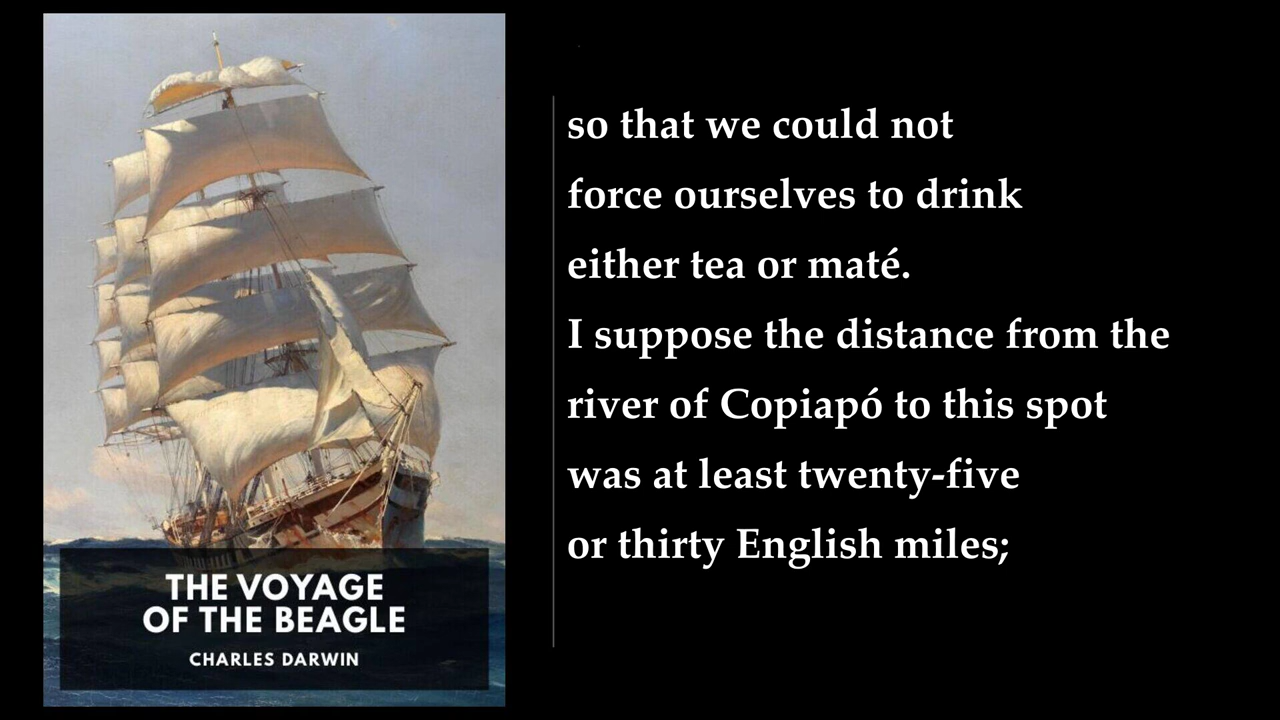 THE VOYAGE
OF THE BEAGLE
CHARLES DARWIN
so that we could not
force ourselves to drink
either tea or maté.
I suppose the distance from the
river of Copiapó to this spot
was at least twenty-five
or thirty English miles;